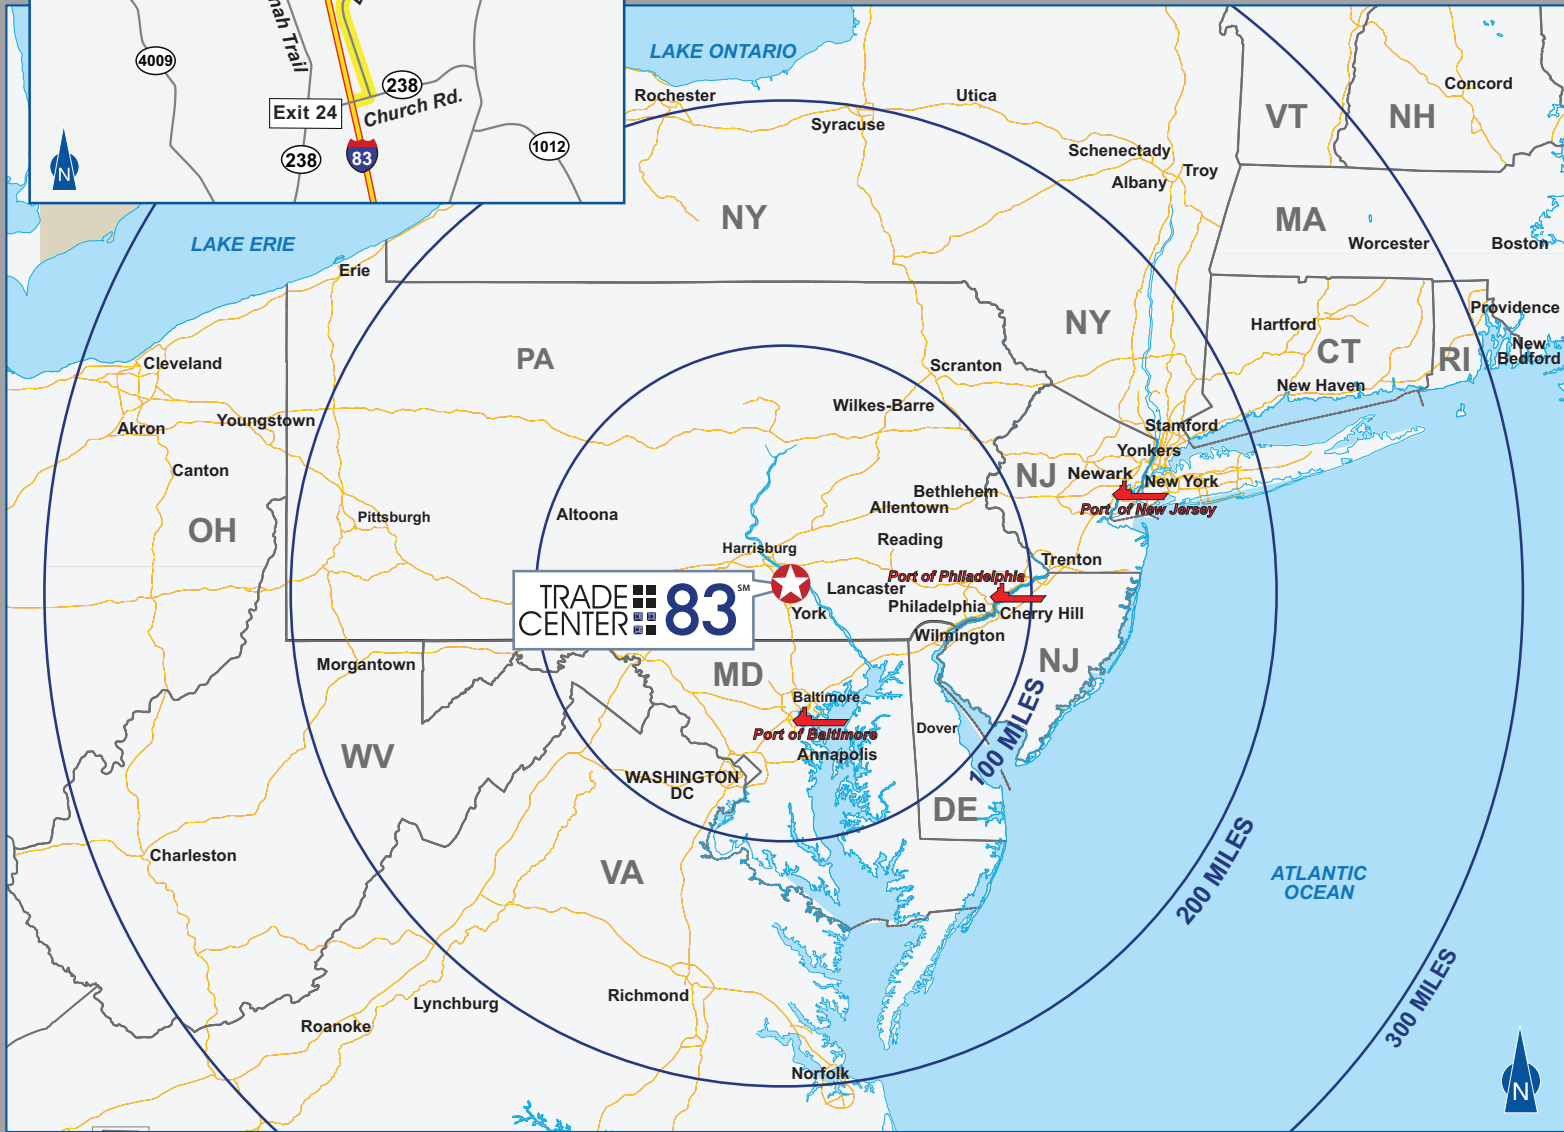 nah Trail
4009
238
Exit 24
Church Rd.
238
83
1012
N
LAKE ONTARIO
Rochester
Utica
Syracuse
Schenectady
Troy
Albany
VT
NH
Concord
MA
Worcester
Boston
NY
LAKE ERIE
Erie
NY
Hartford
CT
RI
Providence
New
Bedford
New Haven
Cleveland
PA
Scranton
Wilkes-Barre
Akron
Youngstown
Stamford
Yonkers
Canton
NJ
Newark
New York
Port of New Jersey
Bethlehem
Allentown
OH
Pittsburgh
Altoona
Harrisburg
Reading
Trenton
Port of Philadelphia
TRADE
CENTER
83
SM
Lancaster
York
Philadelphia
Cherry Hill
Wilmington
Morgantown
MD
NJ
Baltimore
Port of Baltimore
Dover
Annapolis
WV
WASHINGTON
DC
100 MILES
DE
Charleston
VA
200 MILES
ATLANTIC
OCEAN
Richmond
Lynchburg
Roanoke
300 MILES
Norfolk
N